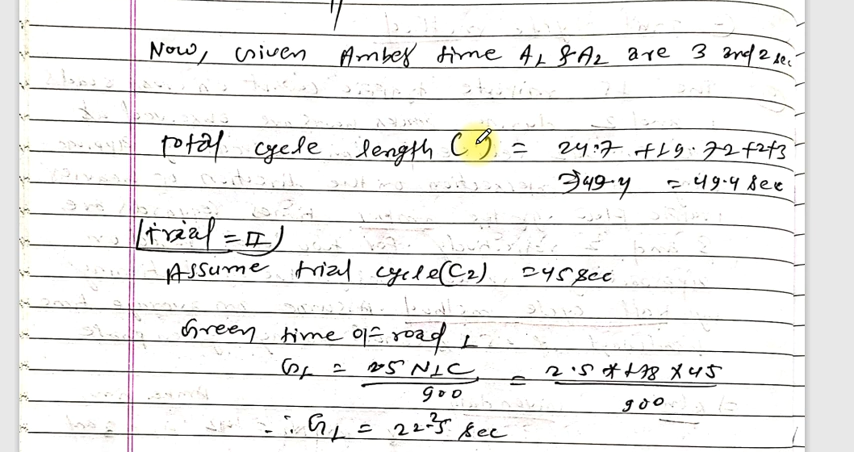 Now, Given Amber time A1 & A2 are 3 and 2 sec.
total cycle length (C) = 24.7 + 19.72 + 2 + 3
⇒ 49.4 = 49.4 sec
trial = II
Assume trial cycle (C2) = 45 sec
Green time of road 1
G1 = 2.5 N1C / 900 = 2.5 * 178 * 45 / 900
∴ G1 = 22.25 sec